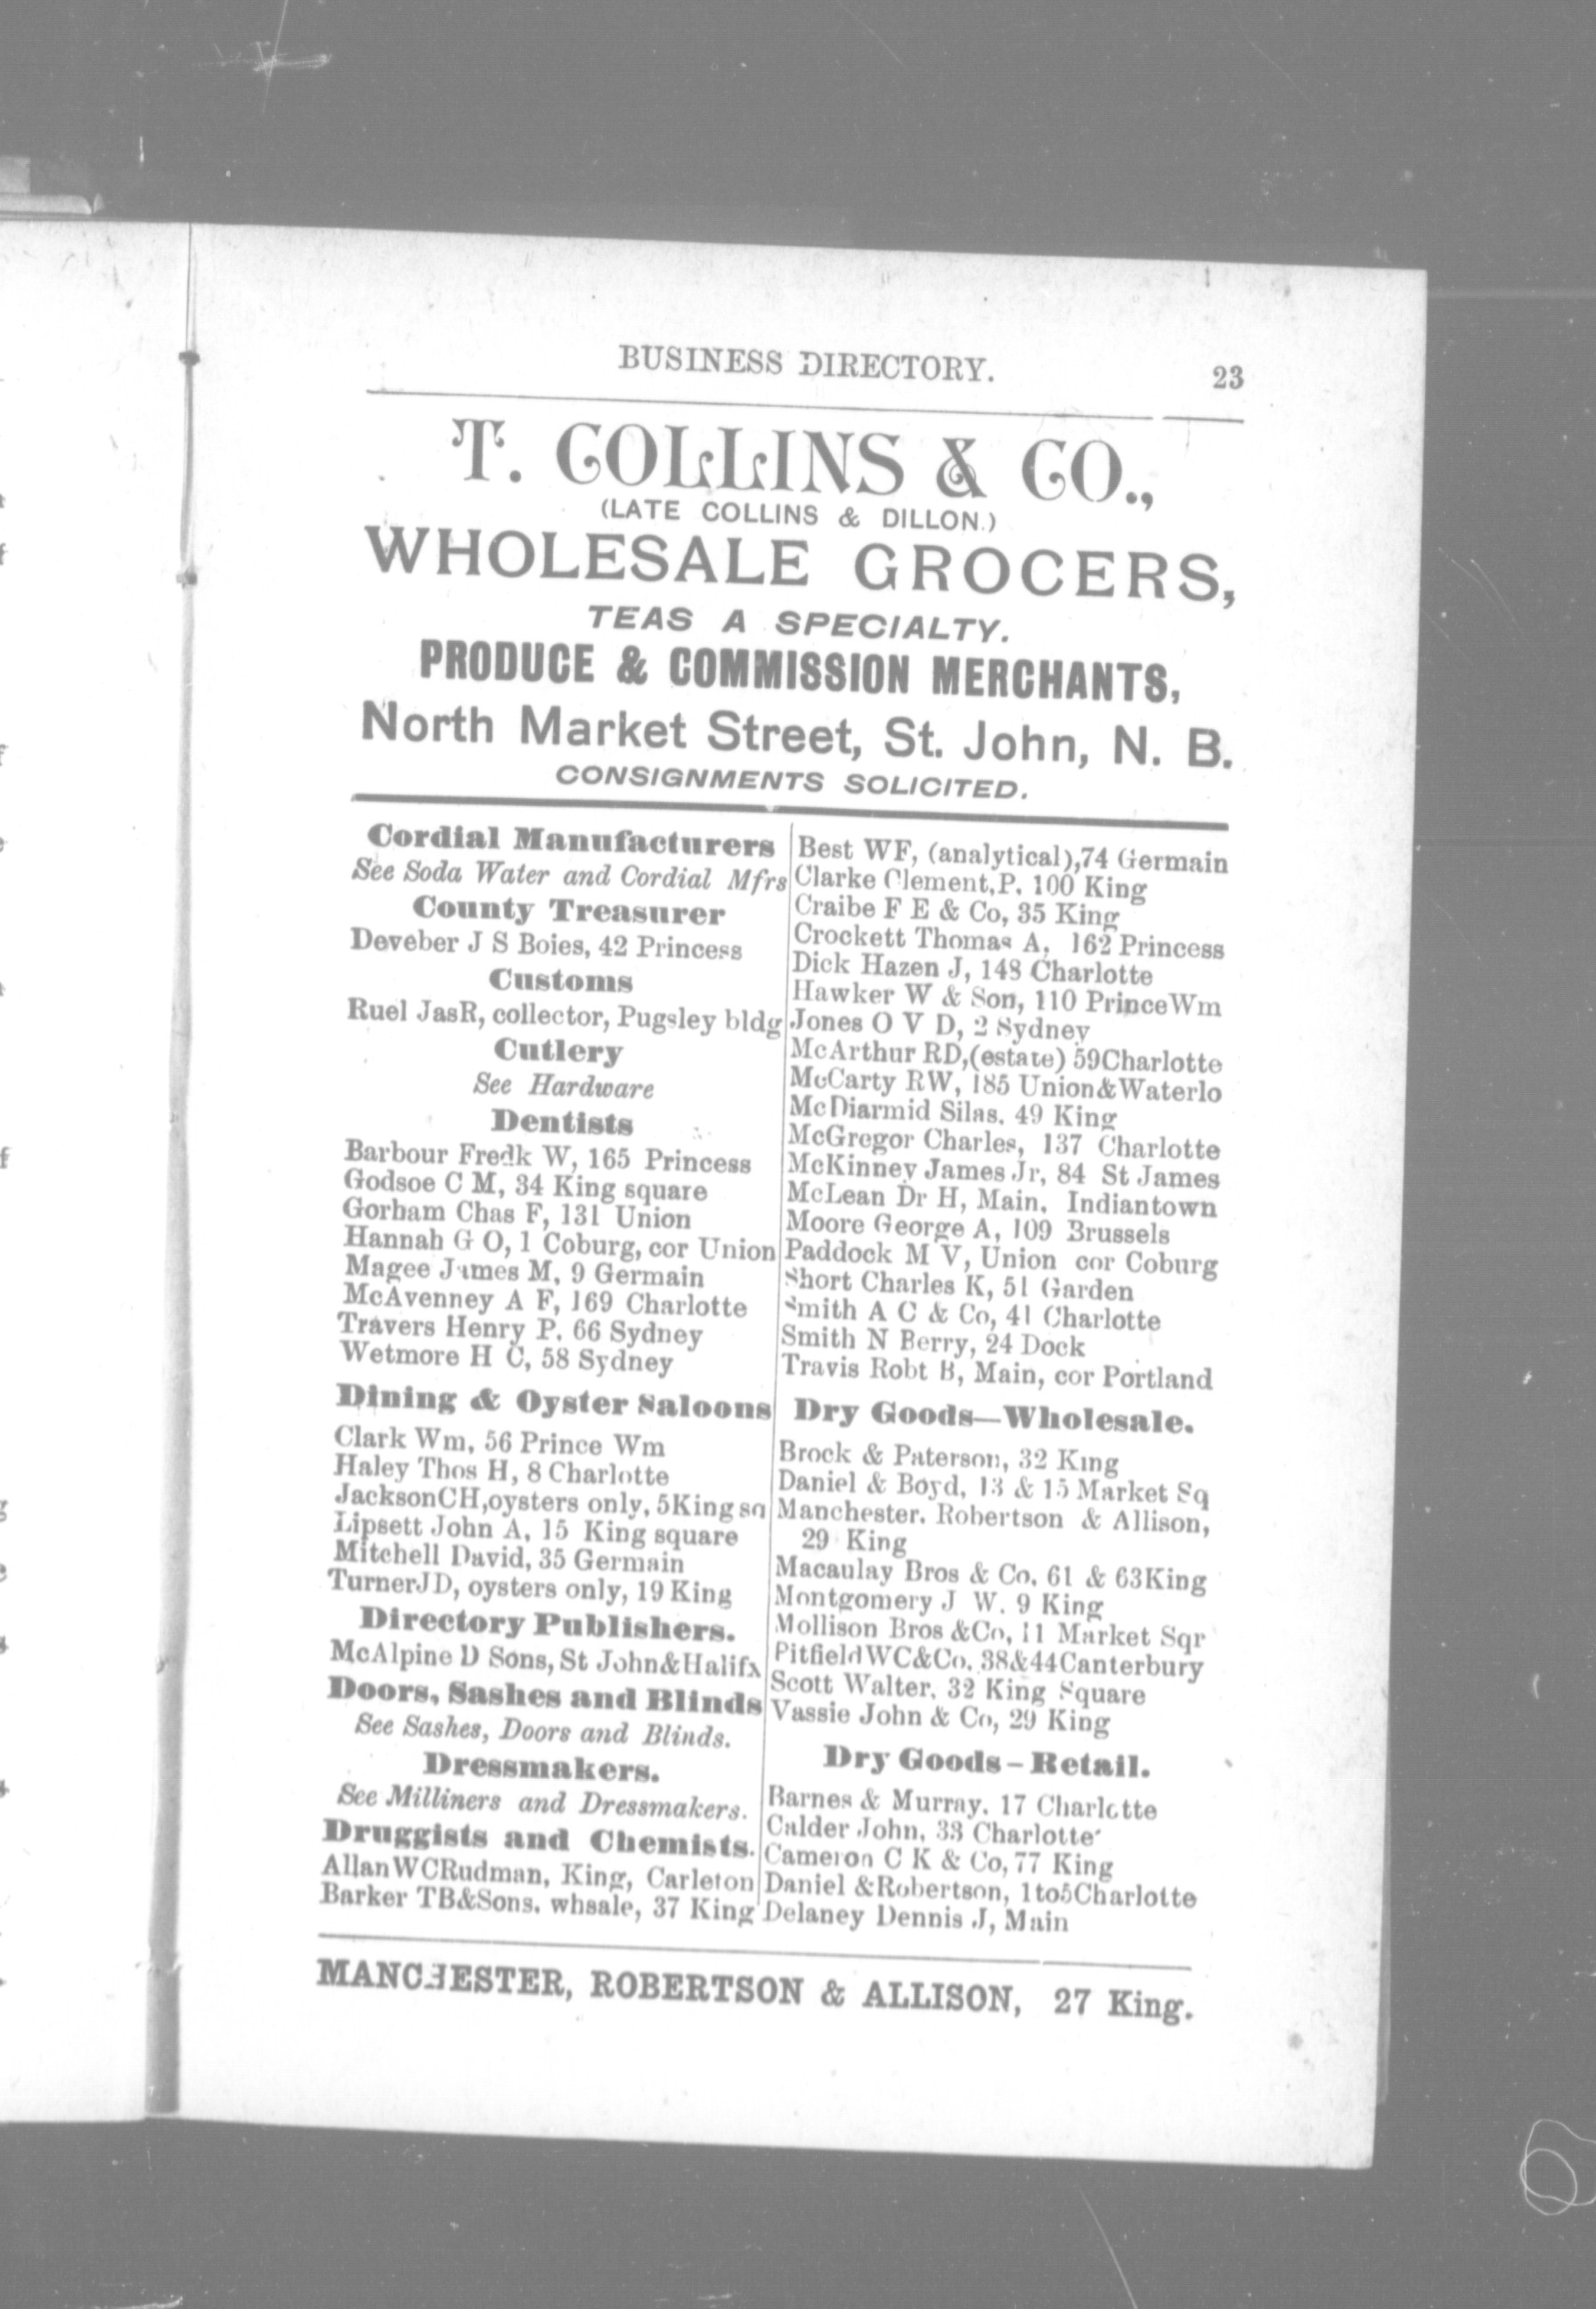 BUSINESS DIRECTORY. 23
T. COLLINS & CO.,
(LATE COLLINS & DILLON.)
WHOLESALE GROCERS,
TEAS A SPECIALTY.
PRODUCE & COMMISSION MERCHANTS,
North Market Street, St. John, N. B.
CONSIGNMENTS SOLICITED.
Cordial Manufacturers
See Soda Water and Cordial Mfrs
County Treasurer
Deveber J S Boies, 42 Princess
Customs
Ruel JasR, collector, Pugsley bldg
Cutlery
See Hardware
Dentists
Barbour Fredk W, 165 Princess
Godsoe C M, 34 King square
Gorham Chas F, 131 Union
Hannah G O, 1 Coburg, cor Union
Magee James M, 9 Germain
McAvenney A F, 169 Charlotte
Travers Henry P. 66 Sydney
Wetmore H C, 58 Sydney
Dining & Oyster Saloons
Clark Wm, 56 Prince Wm
Haley Thos H, 8 Charlotte
JacksonCH,oysters only, 5King sq
Lipsett John A, 15 King square
Mitchell David, 35 Germain
TurnerJD, oysters only, 19 King
Directory Publishers.
McAlpine D Sons, St John&Halifx
Doors, Sashes and Blinds
See Sashes, Doors and Blinds.
Dressmakers.
See Milliners and Dressmakers.
Druggists and Chemists.
AllanWCRudman, King, Carleton
Barker TB&Sons. whsale, 37 King
Best WF, (analytical),74 Germain
Clarke Clement,P. 100 King
Craibe F E & Co, 35 King
Crockett Thomas A, 162 Princess
Dick Hazen J, 148 Charlotte
Hawker W & Son, 110 PrinceWm
Jones O V D, 2 Sydney
McArthur RD,(estate) 59Charlotte
McCarty RW, 185 Union&Waterlo
McDiarmid Silas. 49 King
McGregor Charles, 137 Charlotte
McKinney James Jr, 84 St James
McLean Dr H, Main, Indiantown
Moore George A, 109 Brussels
Paddock M V, Union cor Coburg
Short Charles K, 51 Garden
Smith A C & Co, 41 Charlotte
Smith N Berry, 24 Dock
Travis Robt B, Main, cor Portland
Dry Goods—Wholesale.
Brock & Paterson, 32 King
Daniel & Boyd, 13 & 15 Market Sq
Manchester. Robertson & Allison,
29 King
Macaulay Bros & Co, 61 & 63King
Montgomery J W. 9 King
Mollison Bros &Co, 11 Market Sqr
PitfieldWC&Co. 38&44Canterbury
Scott Walter, 32 King Square
Vassie John & Co, 29 King
Dry Goods-Retail.
Barnes & Murray. 17 Charlotte
Calder John, 33 Charlotte
Cameron C K & Co, 77 King
Daniel &Robertson, 1to5Charlotte
Delaney Dennis J, Main
MANCHESTER, ROBERTSON & ALLISON, 27 King.